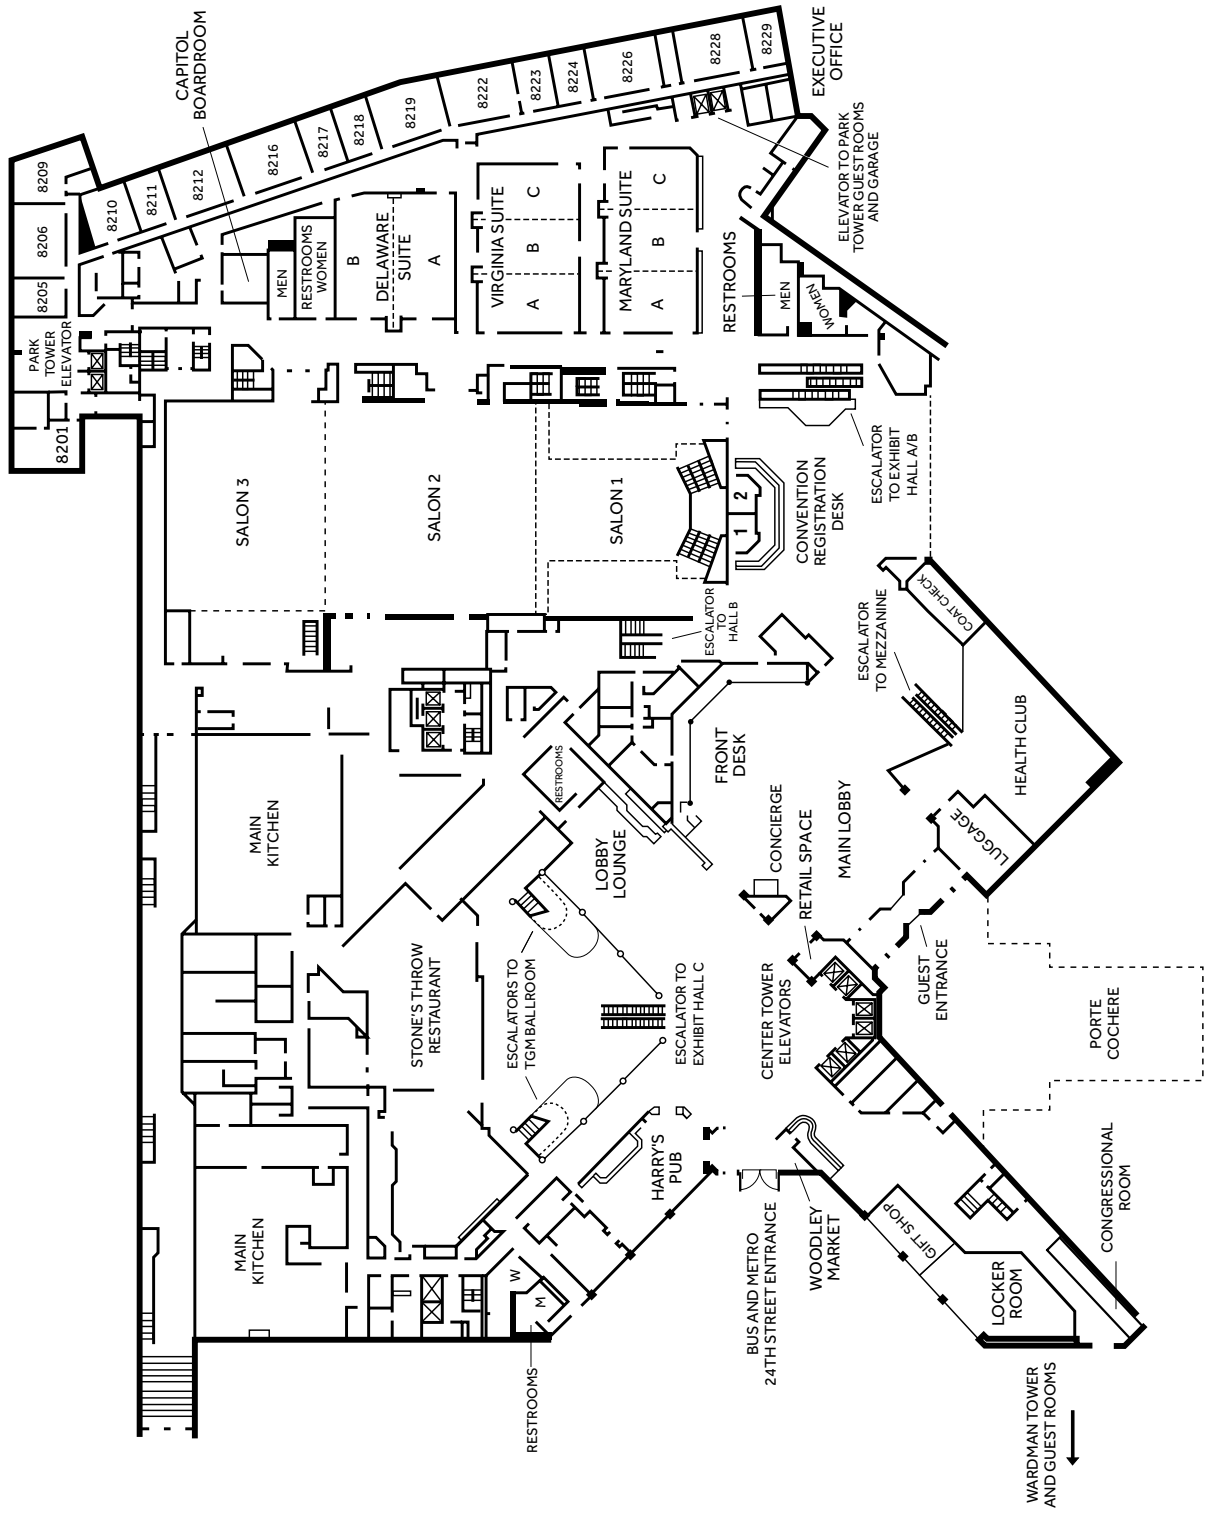 CAPITOL
BOARDROOM
EXECUTIVE
OFFICE
8229
8228
8226
8224
8223
8222
8219
8218
8217
8216
8212
8211
8210
8209
8206
8205
8201
PARK
TOWER
ELEVATOR
MEN
RESTROOMS
WOMEN
B
DELAWARE
SUITE
A
VIRGINIA SUITE
A
B
C
MARYLAND SUITE
A
B
C
RESTROOMS
MEN
WOMEN
ELEVATOR TO PARK
TOWER GUEST ROOMS
AND GARAGE
SALON 3
SALON 2
SALON 1
1
2
CONVENTION
REGISTRATION
DESK
ESCALATOR
TO EXHIBIT
HALL A/B
ESCALATOR
TO
HALL B
ESCALATOR
TO MEZZANINE
COAT CHECK
HEALTH CLUB
LUGGAGE
FRONT
DESK
RESTROOMS
LOBBY
LOUNGE
CONCIERGE
RETAIL SPACE
MAIN LOBBY
MAIN
KITCHEN
STONE'S THROW
RESTAURANT
ESCALATORS TO
TGM BALLROOM
ESCALATOR TO
EXHIBIT HALL C
CENTER TOWER
ELEVATORS
GUEST
ENTRANCE
PORTE
COCHERE
MAIN
KITCHEN
HARRY'S
PUB
W
M
RESTROOMS
BUS AND METRO
24TH STREET ENTRANCE
WOODLEY
MARKET
GIFT SHOP
LOCKER
ROOM
CONGRESSIONAL
ROOM
WARDMAN TOWER
AND GUEST ROOMS